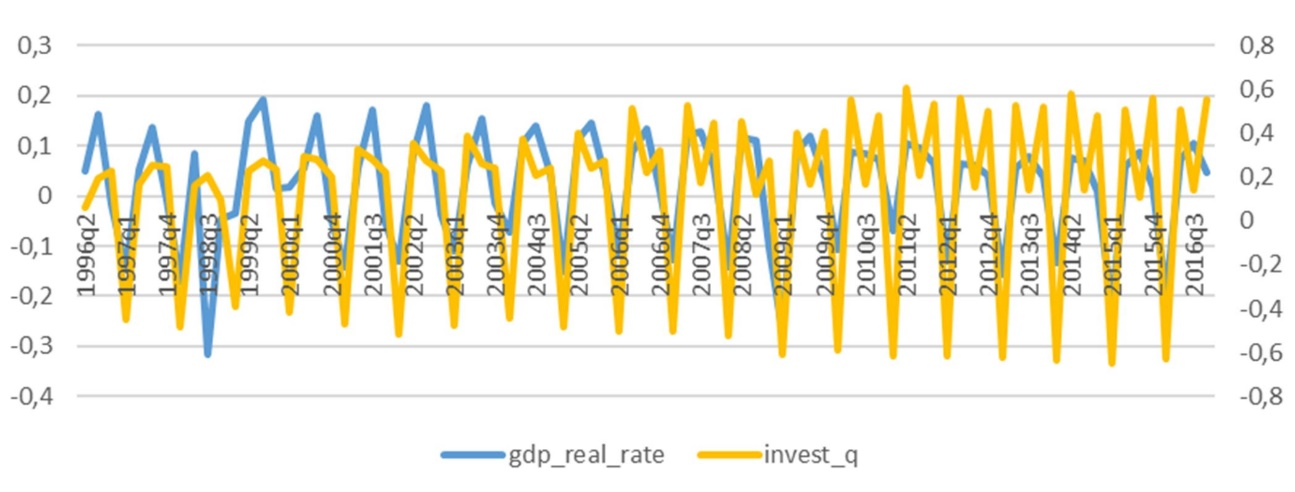 0,3
0,2
0,1
0
-0,1
-0,2
-0,3
-0,4
0,8
0,6
0,4
0,2
0
-0,2
-0,4
-0,6
-0,8
1996q2
1997q1
1997q4
1998q3
1999q2
2000q1
2000q4
2001q3
2002q2
2003q1
2003q4
2004q3
2005q2
2006q1
2006q4
2007q3
2008q2
2009q1
2009q4
2010q3
2011q2
2012q1
2012q4
2013q3
2014q2
2015q1
2015q4
2016q3
gdp_real_rate
invest_q